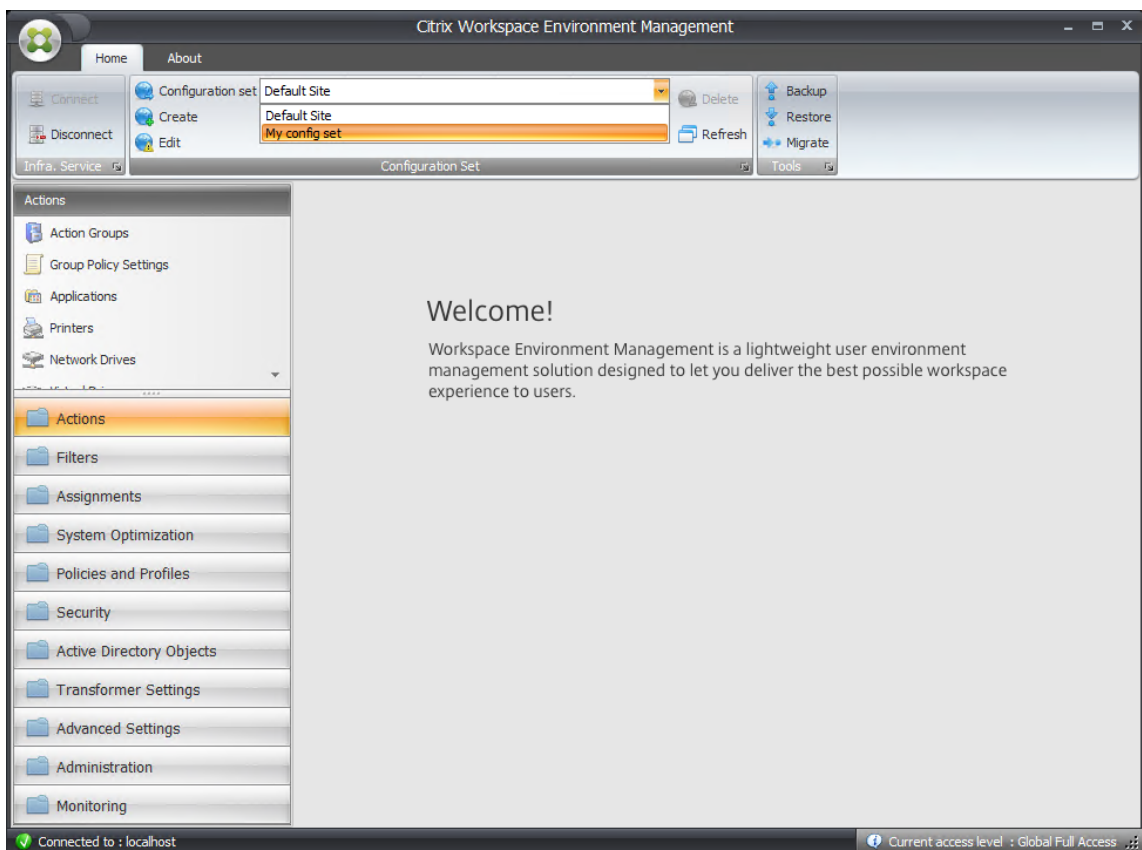 Citrix Workspace Environment Management
Home About
Connect
Disconnect
Infra. Service
Configuration set Default Site
Create
Edit
Default Site
My config set
Delete
Refresh
Configuration Set
Backup
Restore
Migrate
Tools
Actions
Action Groups
Group Policy Settings
Applications
Printers
Network Drives
Actions
Filters
Assignments
System Optimization
Policies and Profiles
Security
Active Directory Objects
Transformer Settings
Advanced Settings
Administration
Monitoring
Welcome!
Workspace Environment Management is a lightweight user environment
management solution designed to let you deliver the best possible workspace
experience to users.
Connected to : localhost
Current access level : Global Full Access